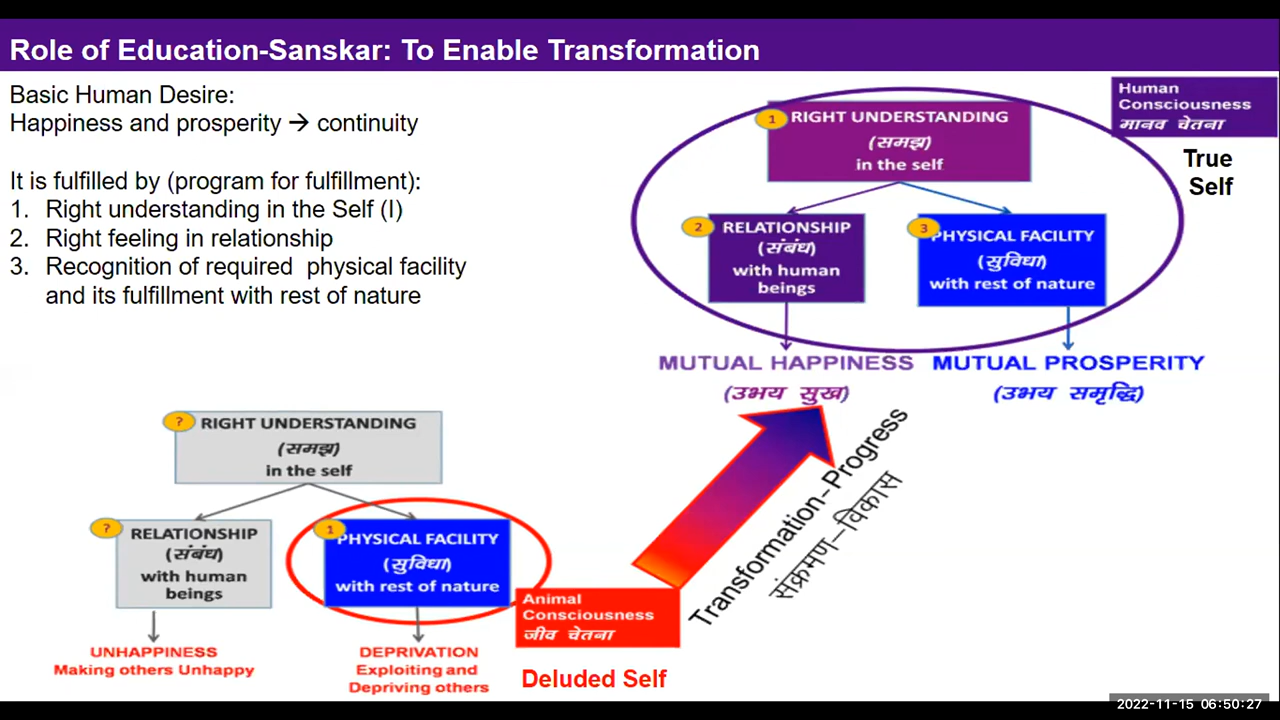 Role of Education-Sanskar: To Enable Transformation
Basic Human Desire:
Happiness and prosperity → continuity
It is fulfilled by (program for fulfillment):
1. Right understanding in the Self (I)
2. Right feeling in relationship
3. Recognition of required physical facility
and its fulfillment with rest of nature
Human
Consciousness
मानव चेतना
True
Self
1
RIGHT UNDERSTANDING
(समझ)
in the self
2
RELATIONSHIP
(संबंध)
with human
beings
3
PHYSICAL FACILITY
(सुविधा)
with rest of nature
MUTUAL HAPPINESS
(उभय सुख)
MUTUAL PROSPERITY
(उभय समृद्धि)
Transformation–Progress
संक्रमण–विकास
?
RIGHT UNDERSTANDING
(समझ)
in the self
?
RELATIONSHIP
(संबंध)
with human
beings
1
PHYSICAL FACILITY
(सुविधा)
with rest of nature
UNHAPPINESS
Making others Unhappy
DEPRIVATION
Exploiting and
Depriving others
Animal
Consciousness
जीव चेतना
Deluded Self
2022-11-15 06:50:27